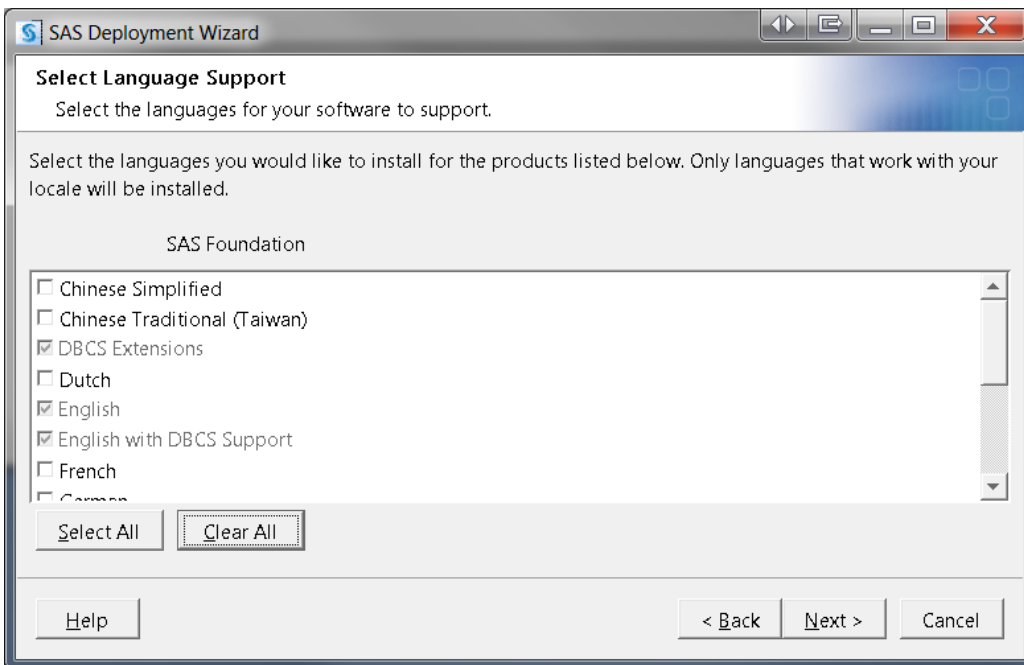 SAS Deployment Wizard
Select Language Support
Select the languages for your software to support.
Select the languages you would like to install for the products listed below. Only languages that work with your
locale will be installed.
SAS Foundation
Chinese Simplified
Chinese Traditional (Taiwan)
DBCS Extensions
Dutch
English
English with DBCS Support
French
German
Select All Clear All
Help < Back Next > Cancel